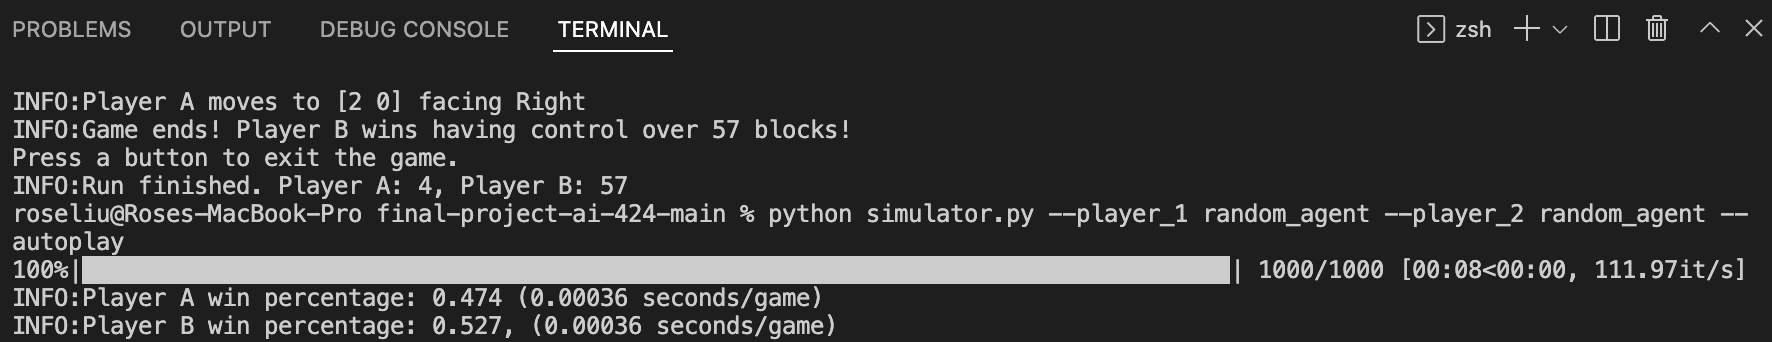 PROBLEMS OUTPUT DEBUG CONSOLE TERMINAL zsh
INFO:Player A moves to [2 0] facing Right
INFO:Game ends! Player B wins having control over 57 blocks!
Press a button to exit the game.
INFO:Run finished. Player A: 4, Player B: 57
roseliu@Roses-MacBook-Pro final-project-ai-424-main % python simulator.py --player_1 random_agent --player_2 random_agent --
autoplay
100%| | 1000/1000 [00:08<00:00, 111.97it/s]
INFO:Player A win percentage: 0.474 (0.00036 seconds/game)
INFO:Player B win percentage: 0.527, (0.00036 seconds/game)